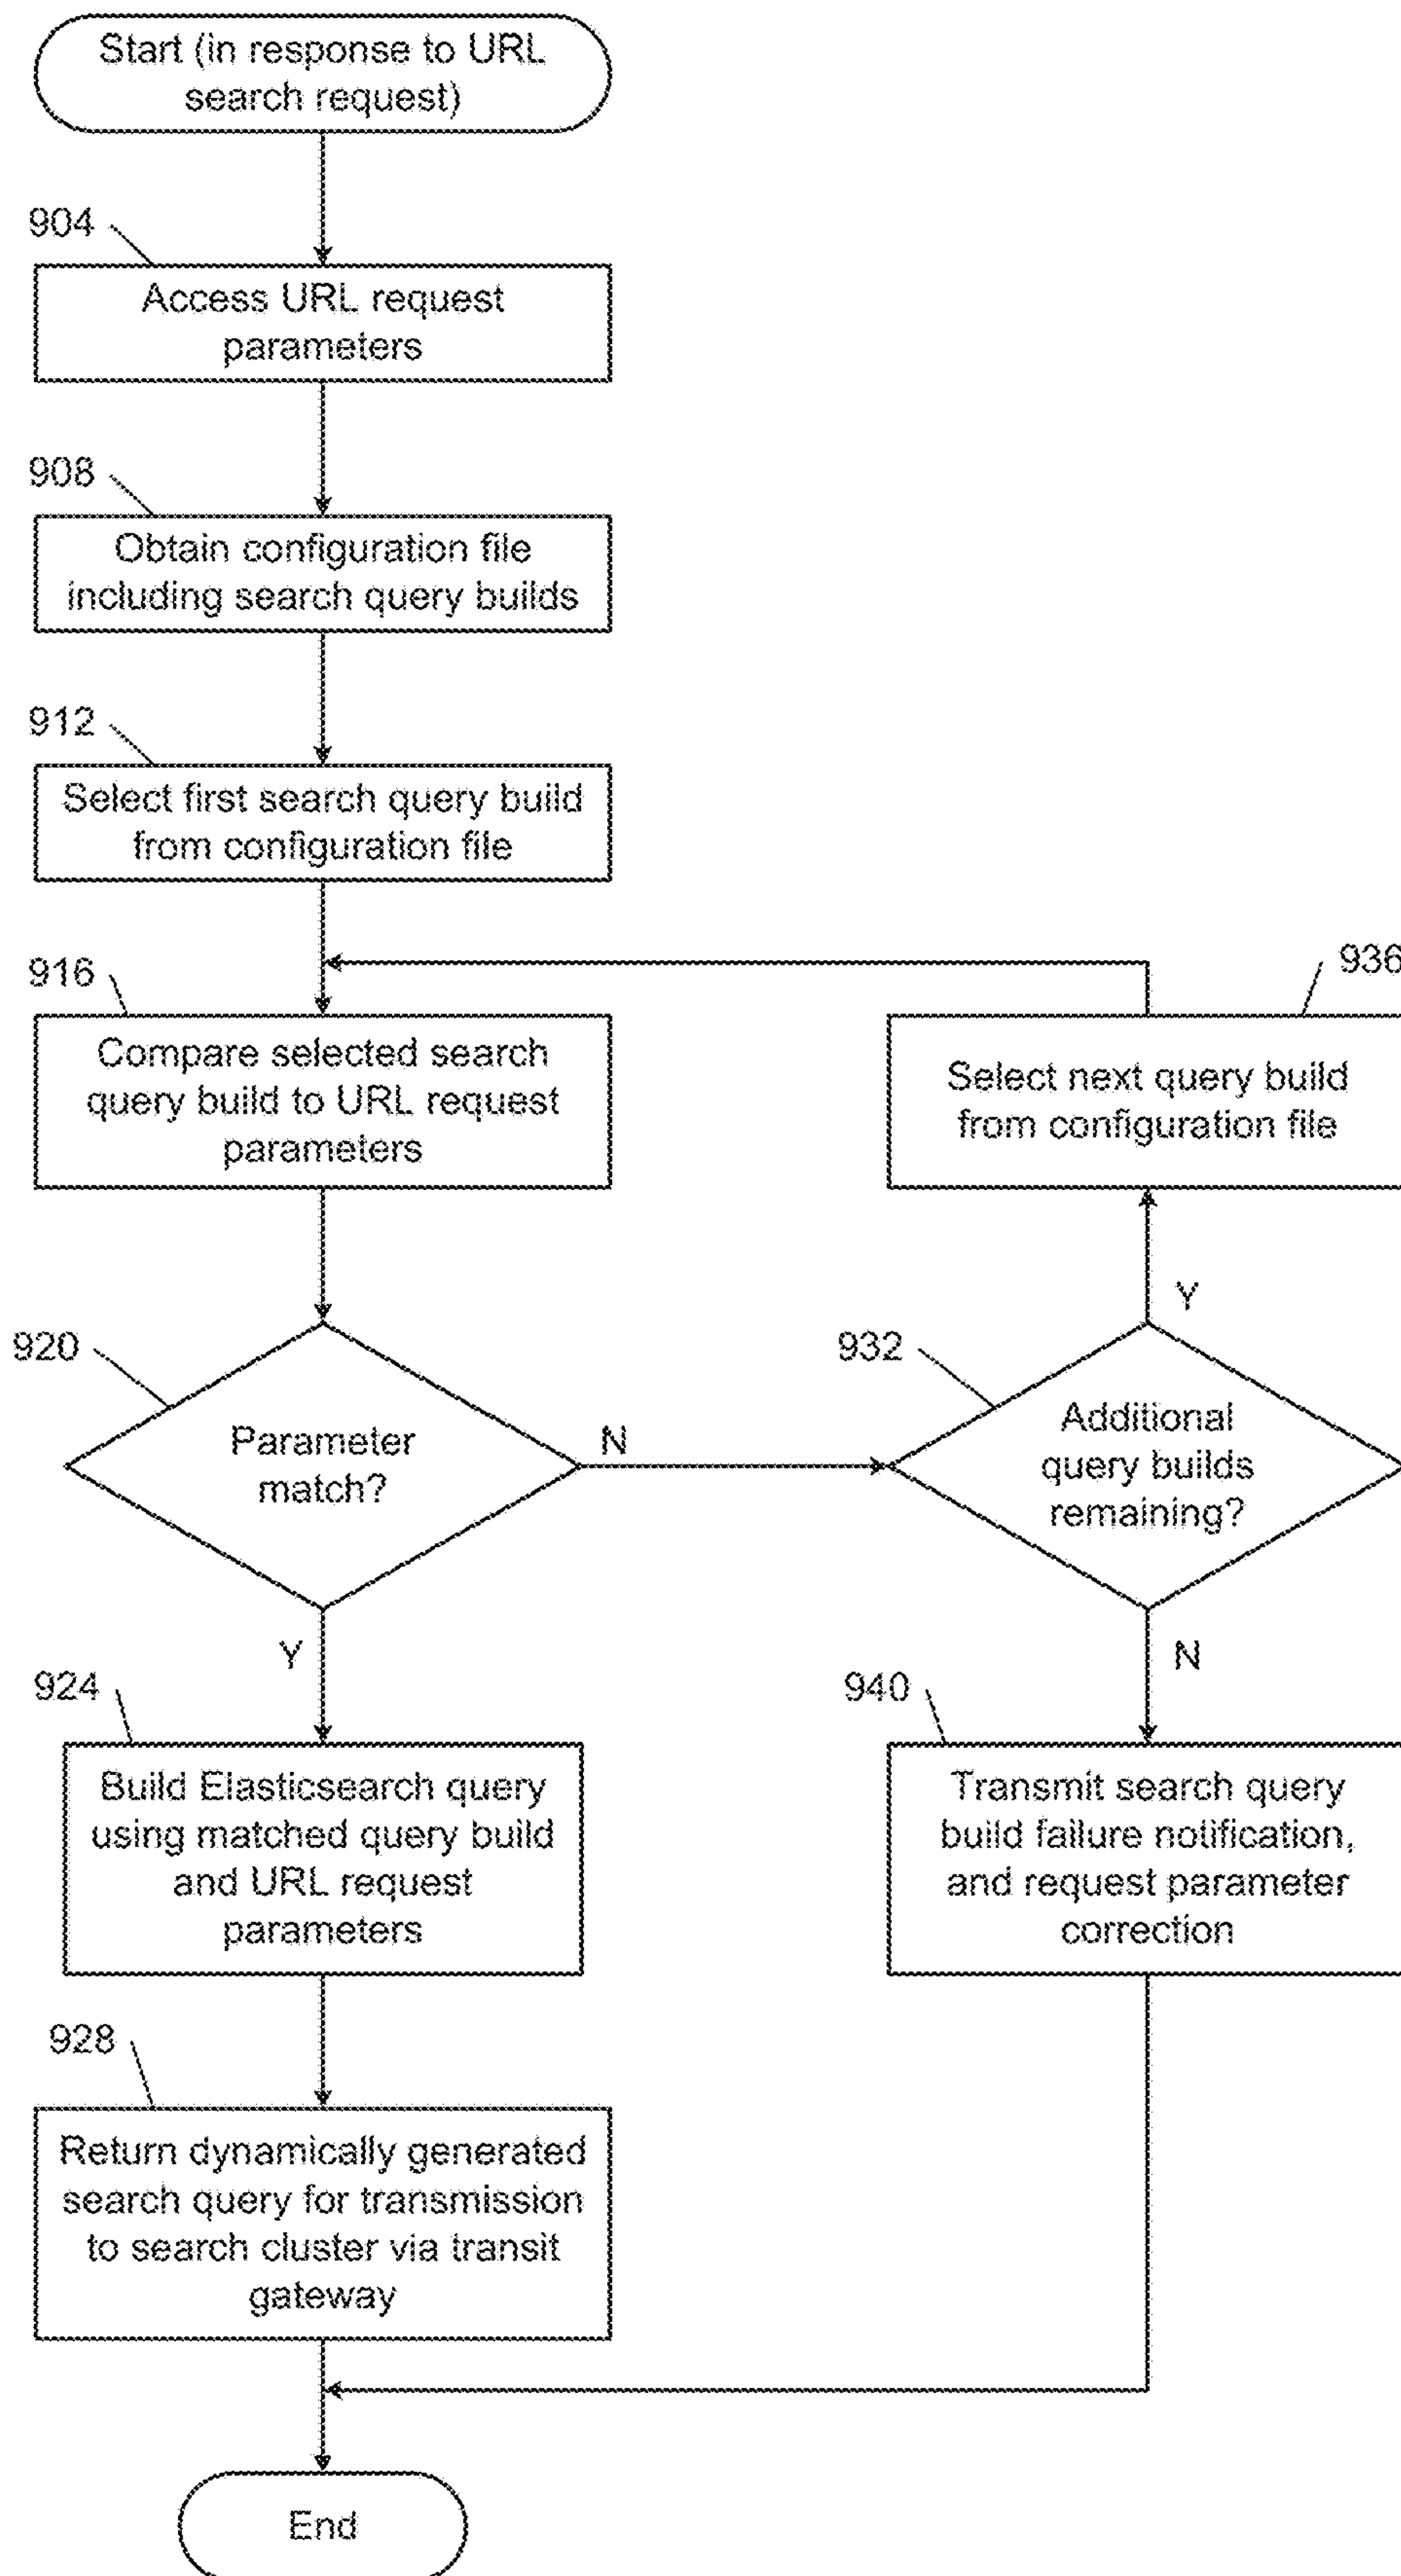 Start (in response to URL
search request)
904
Access URL request
parameters
908
Obtain configuration file
including search query builds
912
Select first search query build
from configuration file
916
Compare selected search
query build to URL request
parameters
936
Select next query build
from configuration file
920
Parameter
match?
N
932
Additional
query builds
remaining?
Y
Y
924
Build Elasticsearch query
using matched query build
and URL request
parameters
N
940
Transmit search query
build failure notification,
and request parameter
correction
928
Return dynamically generated
search query for transmission
to search cluster via transit
gateway
End